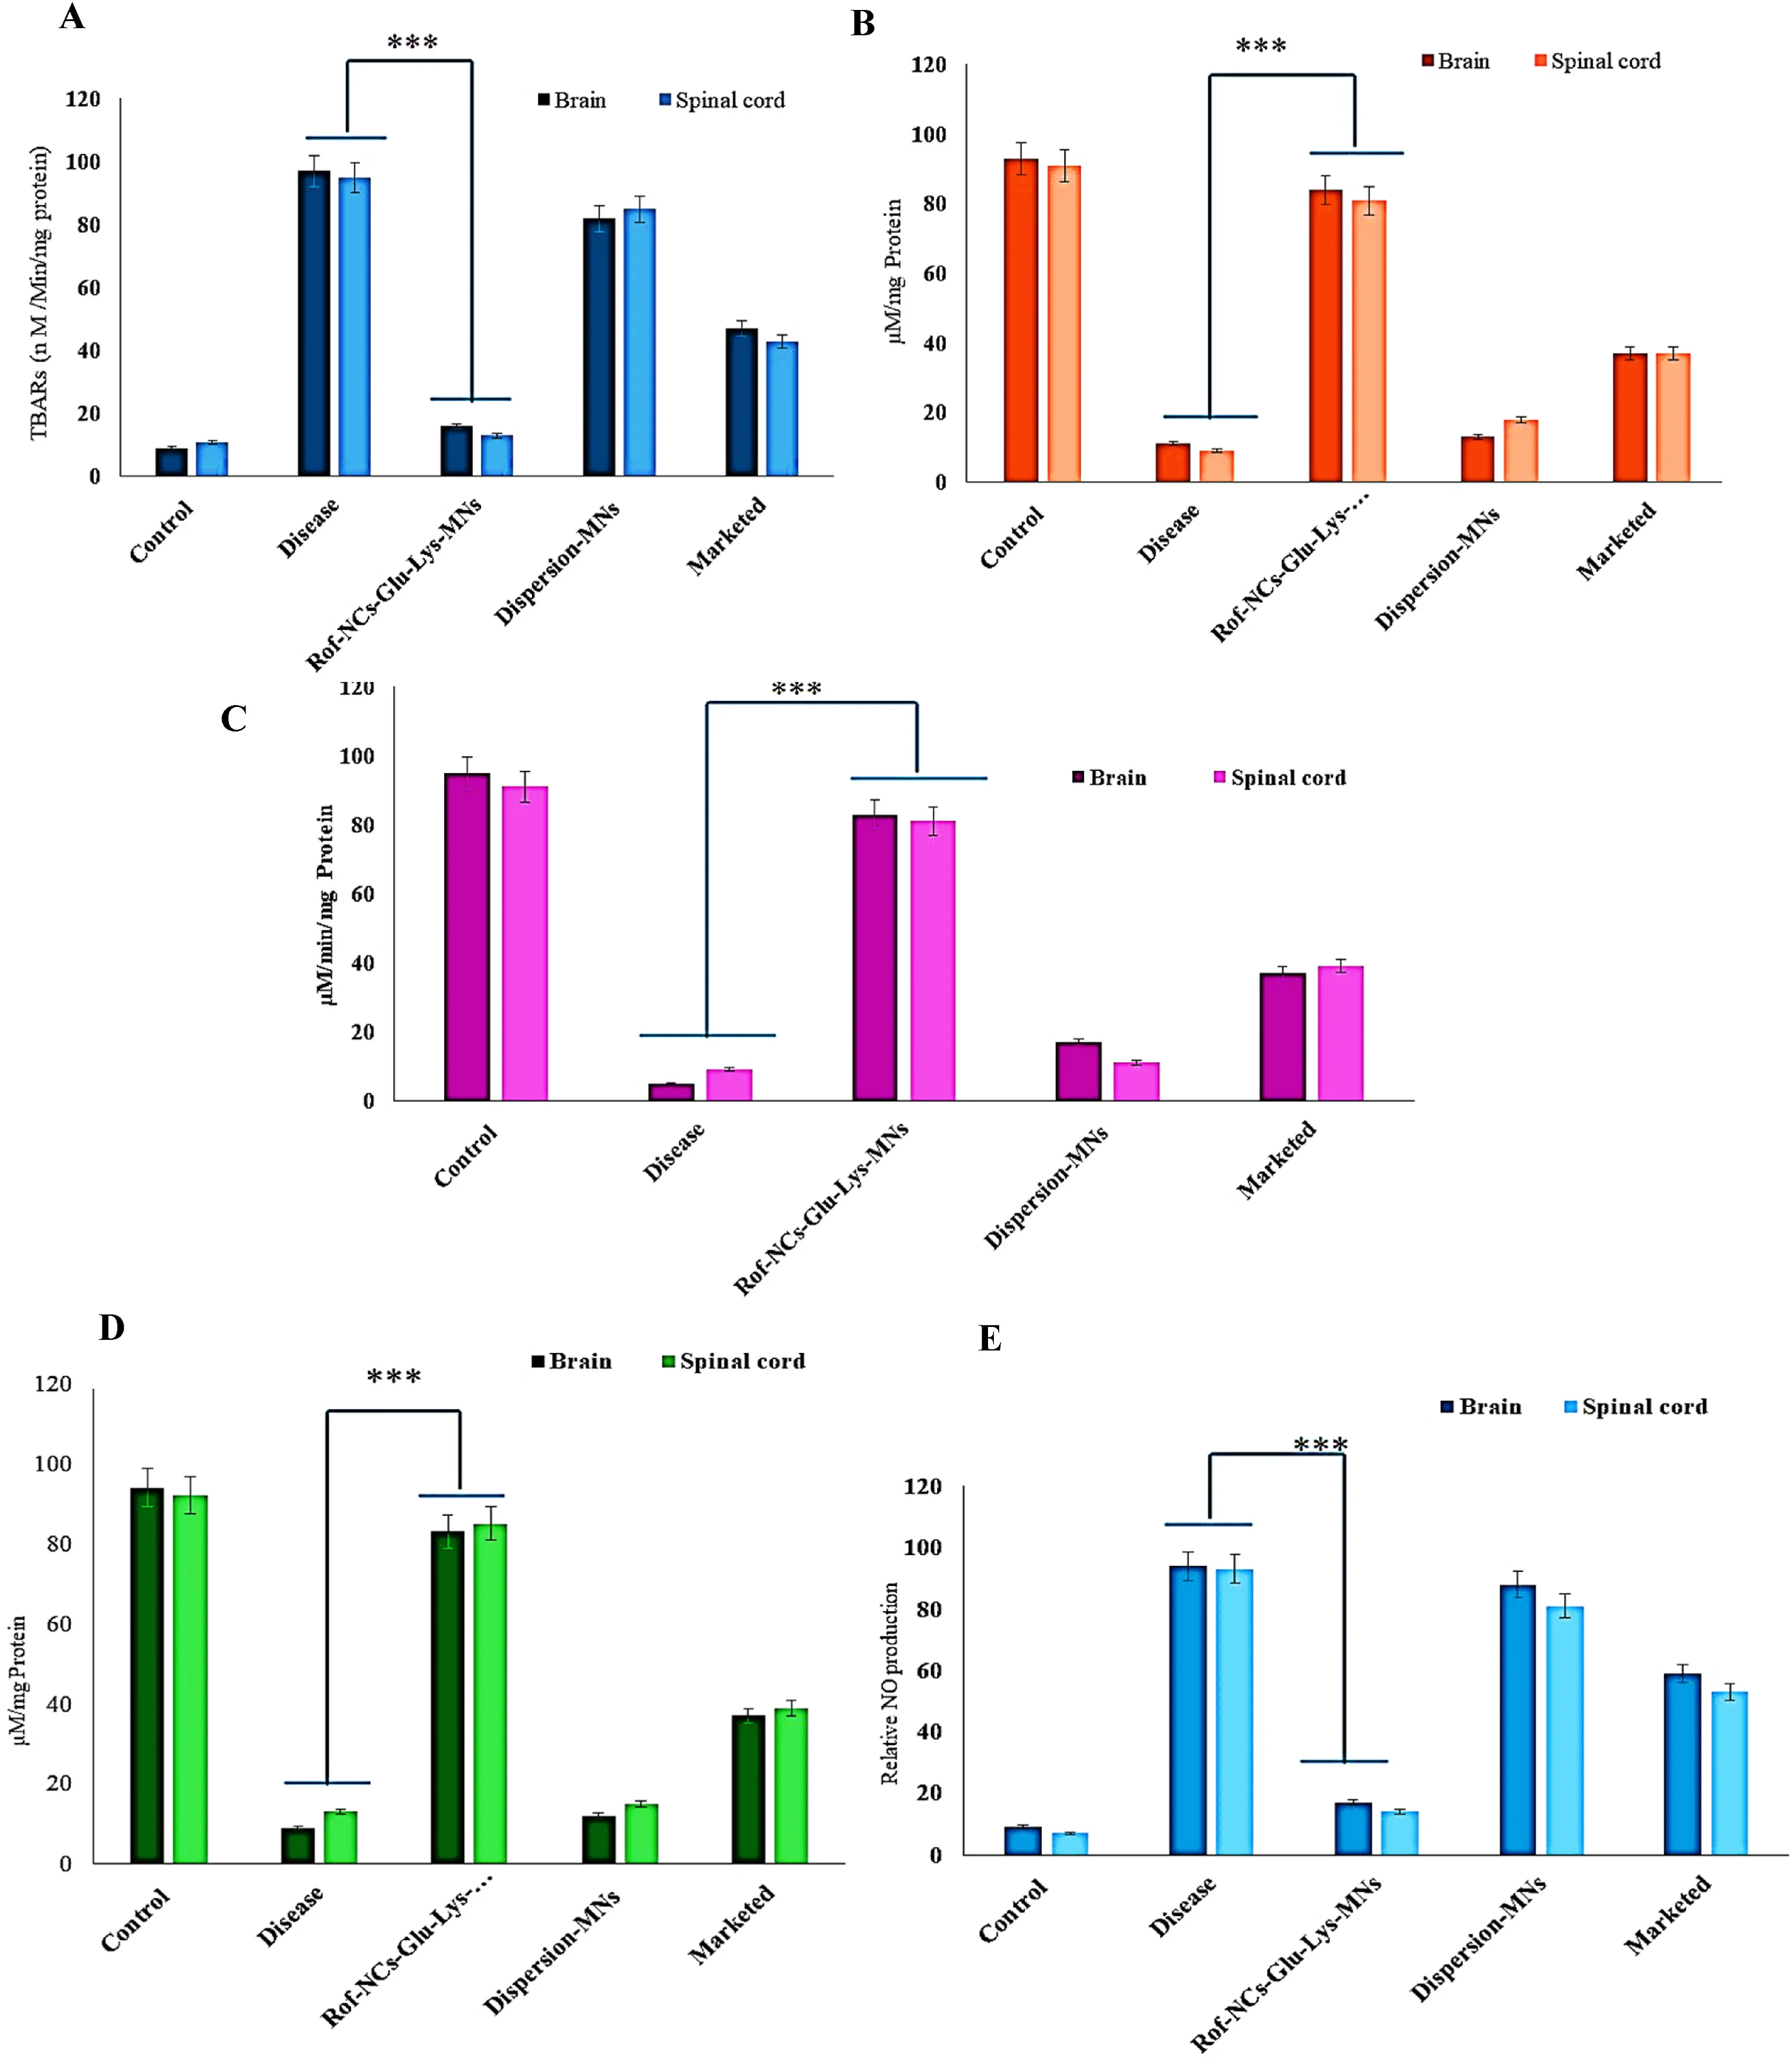 A
***
Brain
Spinal cord
TBARs (n M /Min/mg protein)
120
100
80
60
40
20
0
Control
Disease
Rof-NCs-Glu-Lys-MNs
Dispersion-MNs
Marketed
B
***
Brain
Spinal cord
µM/mg Protein
120
100
80
60
40
20
0
Control
Disease
Rof-NCs-Glu-Lys-...
Dispersion-MNs
Marketed
C
***
Brain
Spinal cord
µM/min/mg Protein
120
100
80
60
40
20
0
Control
Disease
Rof-NCs-Glu-Lys-MNs
Dispersion-MNs
Marketed
D
***
Brain
Spinal cord
µM/mg Protein
120
100
80
60
40
20
0
Control
Disease
Rof-NCs-Glu-Lys-...
Dispersion-MNs
Marketed
E
Brain
Spinal cord
***
Relative NO production
120
100
80
60
40
20
0
Control
Disease
Rof-NCs-Glu-Lys-MNs
Dispersion-MNs
Marketed